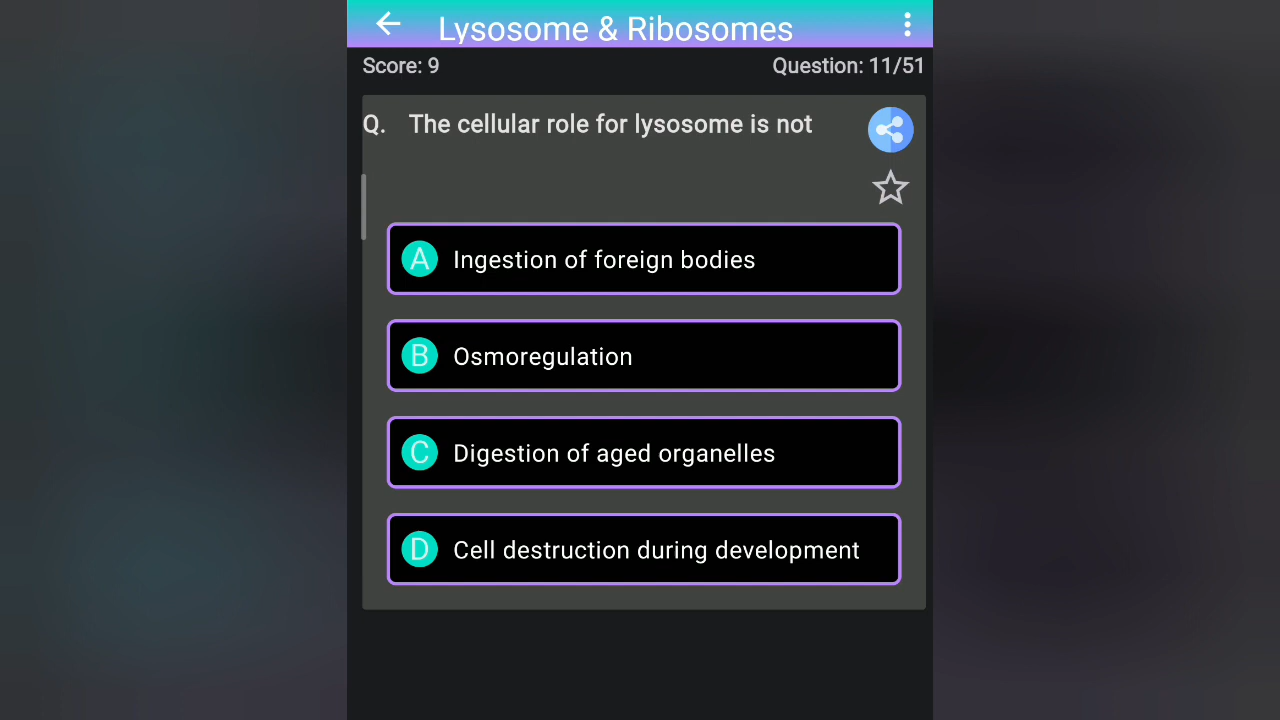 Lysosome & Ribosomes
Score: 9
Question: 11/51
Q. The cellular role for lysosome is not
A Ingestion of foreign bodies
B Osmoregulation
C Digestion of aged organelles
D Cell destruction during development